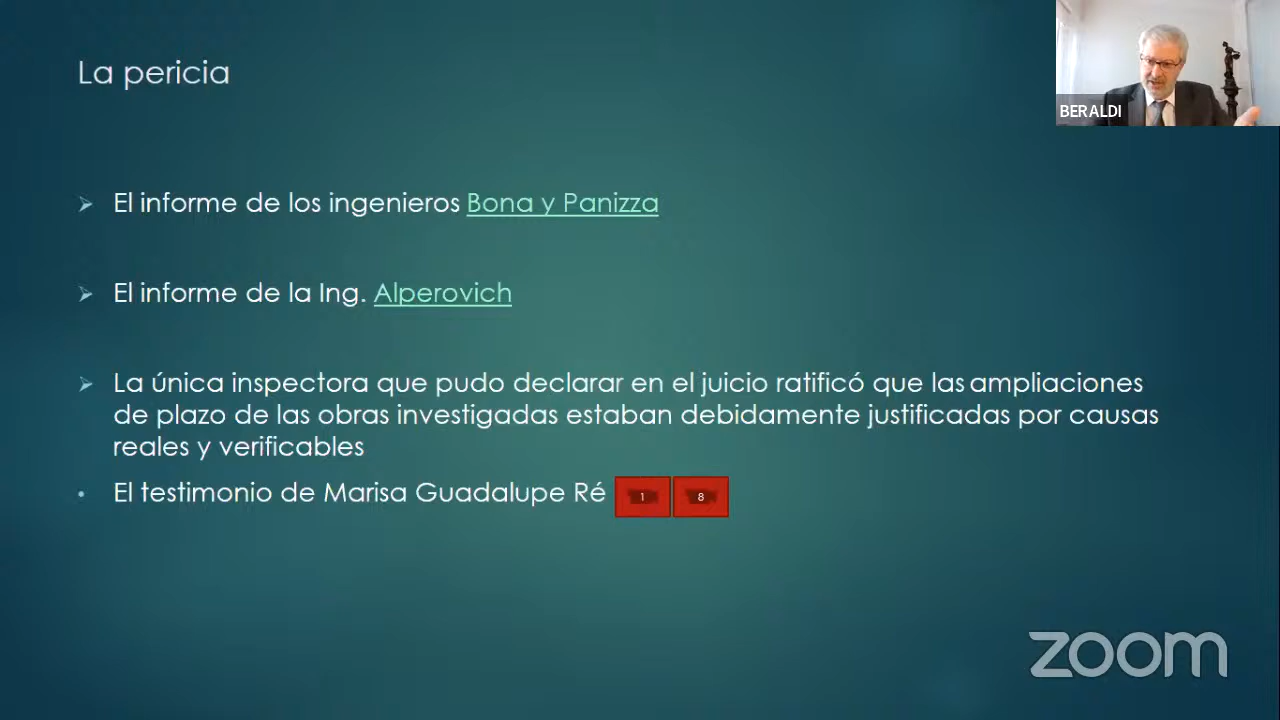 La pericia
BERALDI
El informe de los ingenieros Bona y Panizza
El informe de la Ing. Alperovich
La única inspectora que pudo declarar en el juicio ratificó que las ampliaciones
de plazo de las obras investigadas estaban debidamente justificadas por causas
reales y verificables
El testimonio de Marisa Guadalupe Ré 1 8
zoom